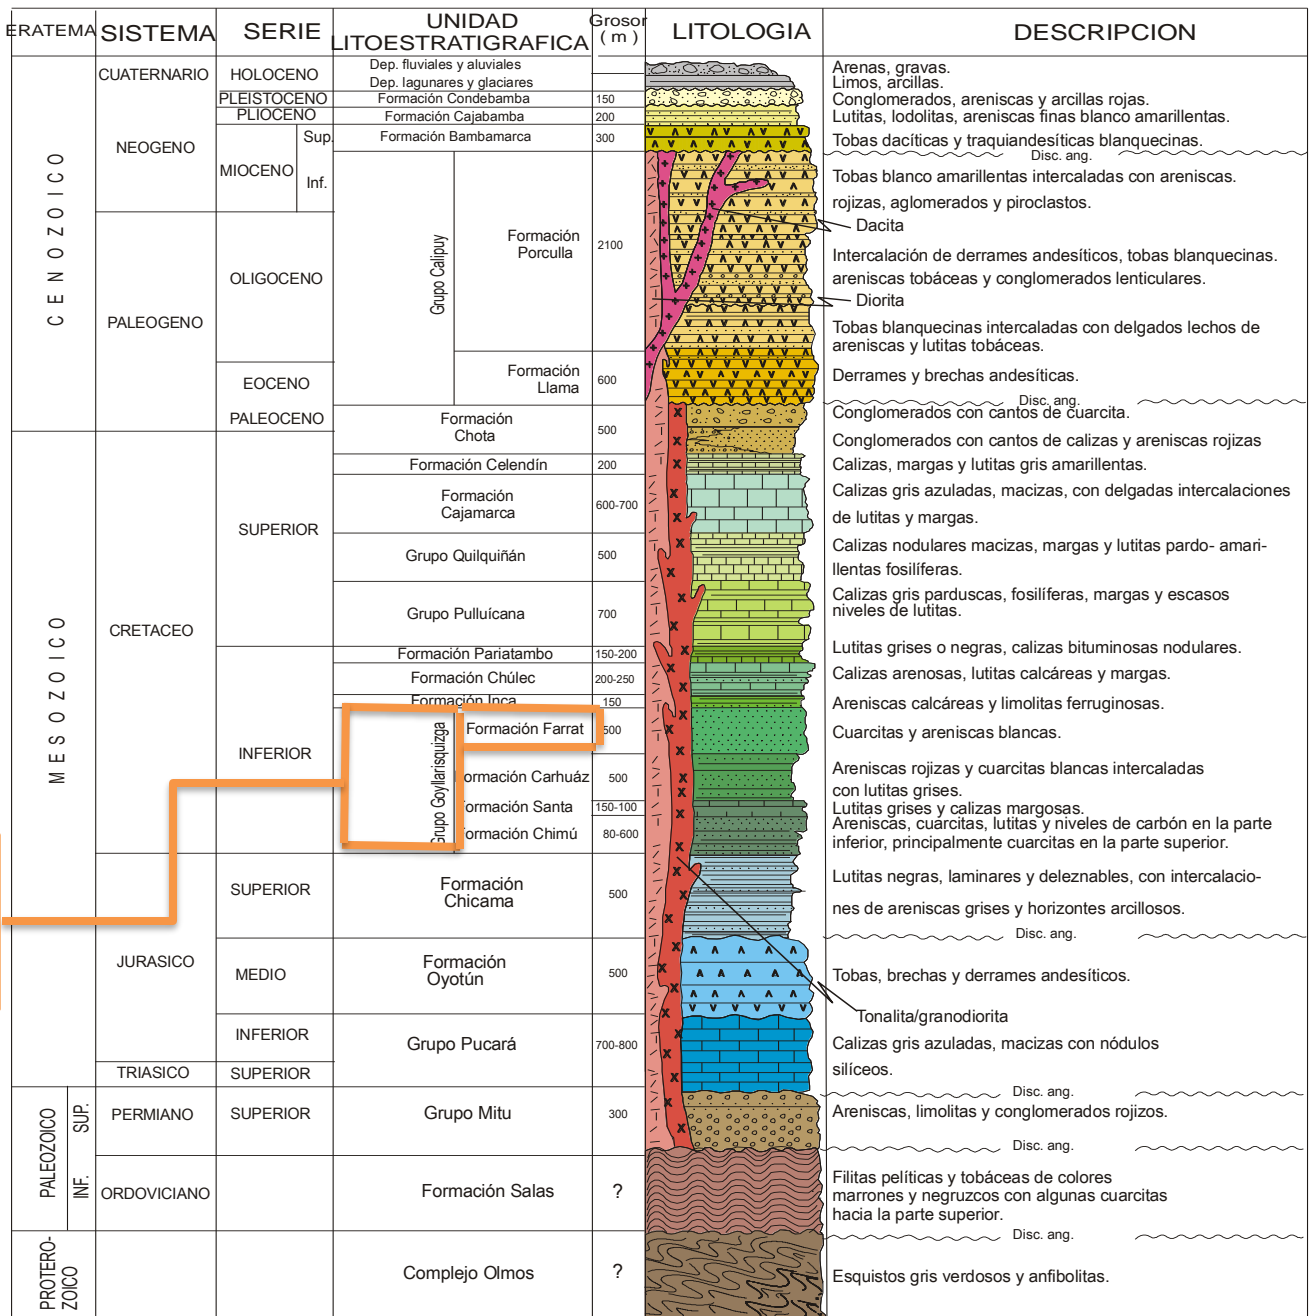 ERATEMA SISTEMA SERIE UNIDAD LITOESTRATIGRAFICA Grosor ( m ) LITOLOGIA DESCRIPCION
CENOZOICO
CUATERNARIO
HOLOCENO
Dep. fluviales y aluviales
Arenas, gravas.
Dep. lagunares y glaciares
Limos, arcillas.
PLEISTOCENO
Formación Condebamba
150
Conglomerados, areniscas y arcillas rojas.
NEOGENO
PLIOCENO
Formación Cajabamba
200
Lutitas, lodolitas, areniscas finas blanco amarillentas.
MIOCENO
Sup.
Formación Bambamarca
300
Tobas dacíticas y traquiandesíticas blanquecinas.
Disc. ang.
Inf.
Grupo Calipuy
Formación
Porculla
2100
Tobas blanco amarillentas intercaladas con areniscas.
rojizas, aglomerados y piroclastos.
Dacita
PALEOGENO
OLIGOCENO
Intercalación de derrames andesíticos, tobas blanquecinas.
areniscas tobáceas y conglomerados lenticulares.
Diorita
Tobas blanquecinas intercaladas con delgados lechos de
areniscas y lutitas tobáceas.
EOCENO
Formación
Llama
600
Derrames y brechas andesíticas.
Disc. ang.
PALEOCENO
Formación
Chota
500
Conglomerados con cantos de cuarcita.
Conglomerados con cantos de calizas y areniscas rojizas
MESOZOICO
CRETACEO
SUPERIOR
Formación Celendín
200
Calizas, margas y lutitas gris amarillentas.
Formación
Cajamarca
600-700
Calizas gris azuladas, macizas, con delgadas intercalaciones
de lutitas y margas.
Grupo Quilquiñán
500
Calizas nodulares macizas, margas y lutitas pardo- amari-
llentas fosilíferas.
Grupo Pulluícana
700
Calizas gris parduscas, fosilíferas, margas y escasos
niveles de lutitas.
INFERIOR
Formación Pariatambo
150-200
Lutitas grises o negras, calizas bituminosas nodulares.
Formación Chúlec
200-250
Calizas arenosas, lutitas calcáreas y margas.
Formación Inca
150
Areniscas calcáreas y limolitas ferruginosas.
Grupo Goyllarisquizga
Formación Farrat
500
Cuarcitas y areniscas blancas.
ormación Carhuáz
500
Areniscas rojizas y cuarcitas blancas intercaladas
con lutitas grises.
ormación Santa
150-100
Lutitas grises y calizas margosas.
ormación Chimú
80-600
Areniscas, cuarcitas, lutitas y niveles de carbón en la parte
inferior, principalmente cuarcitas en la parte superior.
JURASICO
SUPERIOR
Formación
Chicama
500
Lutitas negras, laminares y deleznables, con intercalacio-
nes de areniscas grises y horizontes arcillosos.
Disc. ang.
MEDIO
Formación
Oyotún
500
Tobas, brechas y derrames andesíticos.
Tonalita/granodiorita
INFERIOR
Grupo Pucará
700-800
Calizas gris azuladas, macizas con nódulos
silíceos.
TRIASICO
SUPERIOR
Disc. ang.
PALEOZOICO
SUP.
PERMIANO
SUPERIOR
Grupo Mitu
300
Areniscas, limolitas y conglomerados rojizos.
Disc. ang.
INF.
ORDOVICIANO
Formación Salas
?
Filitas pelíticas y tobáceas de colores
marrones y negruzcos con algunas cuarcitas
hacia la parte superior.
Disc. ang.
PROTERO-
ZOICO
Complejo Olmos
?
Esquistos gris verdosos y anfibolitas.